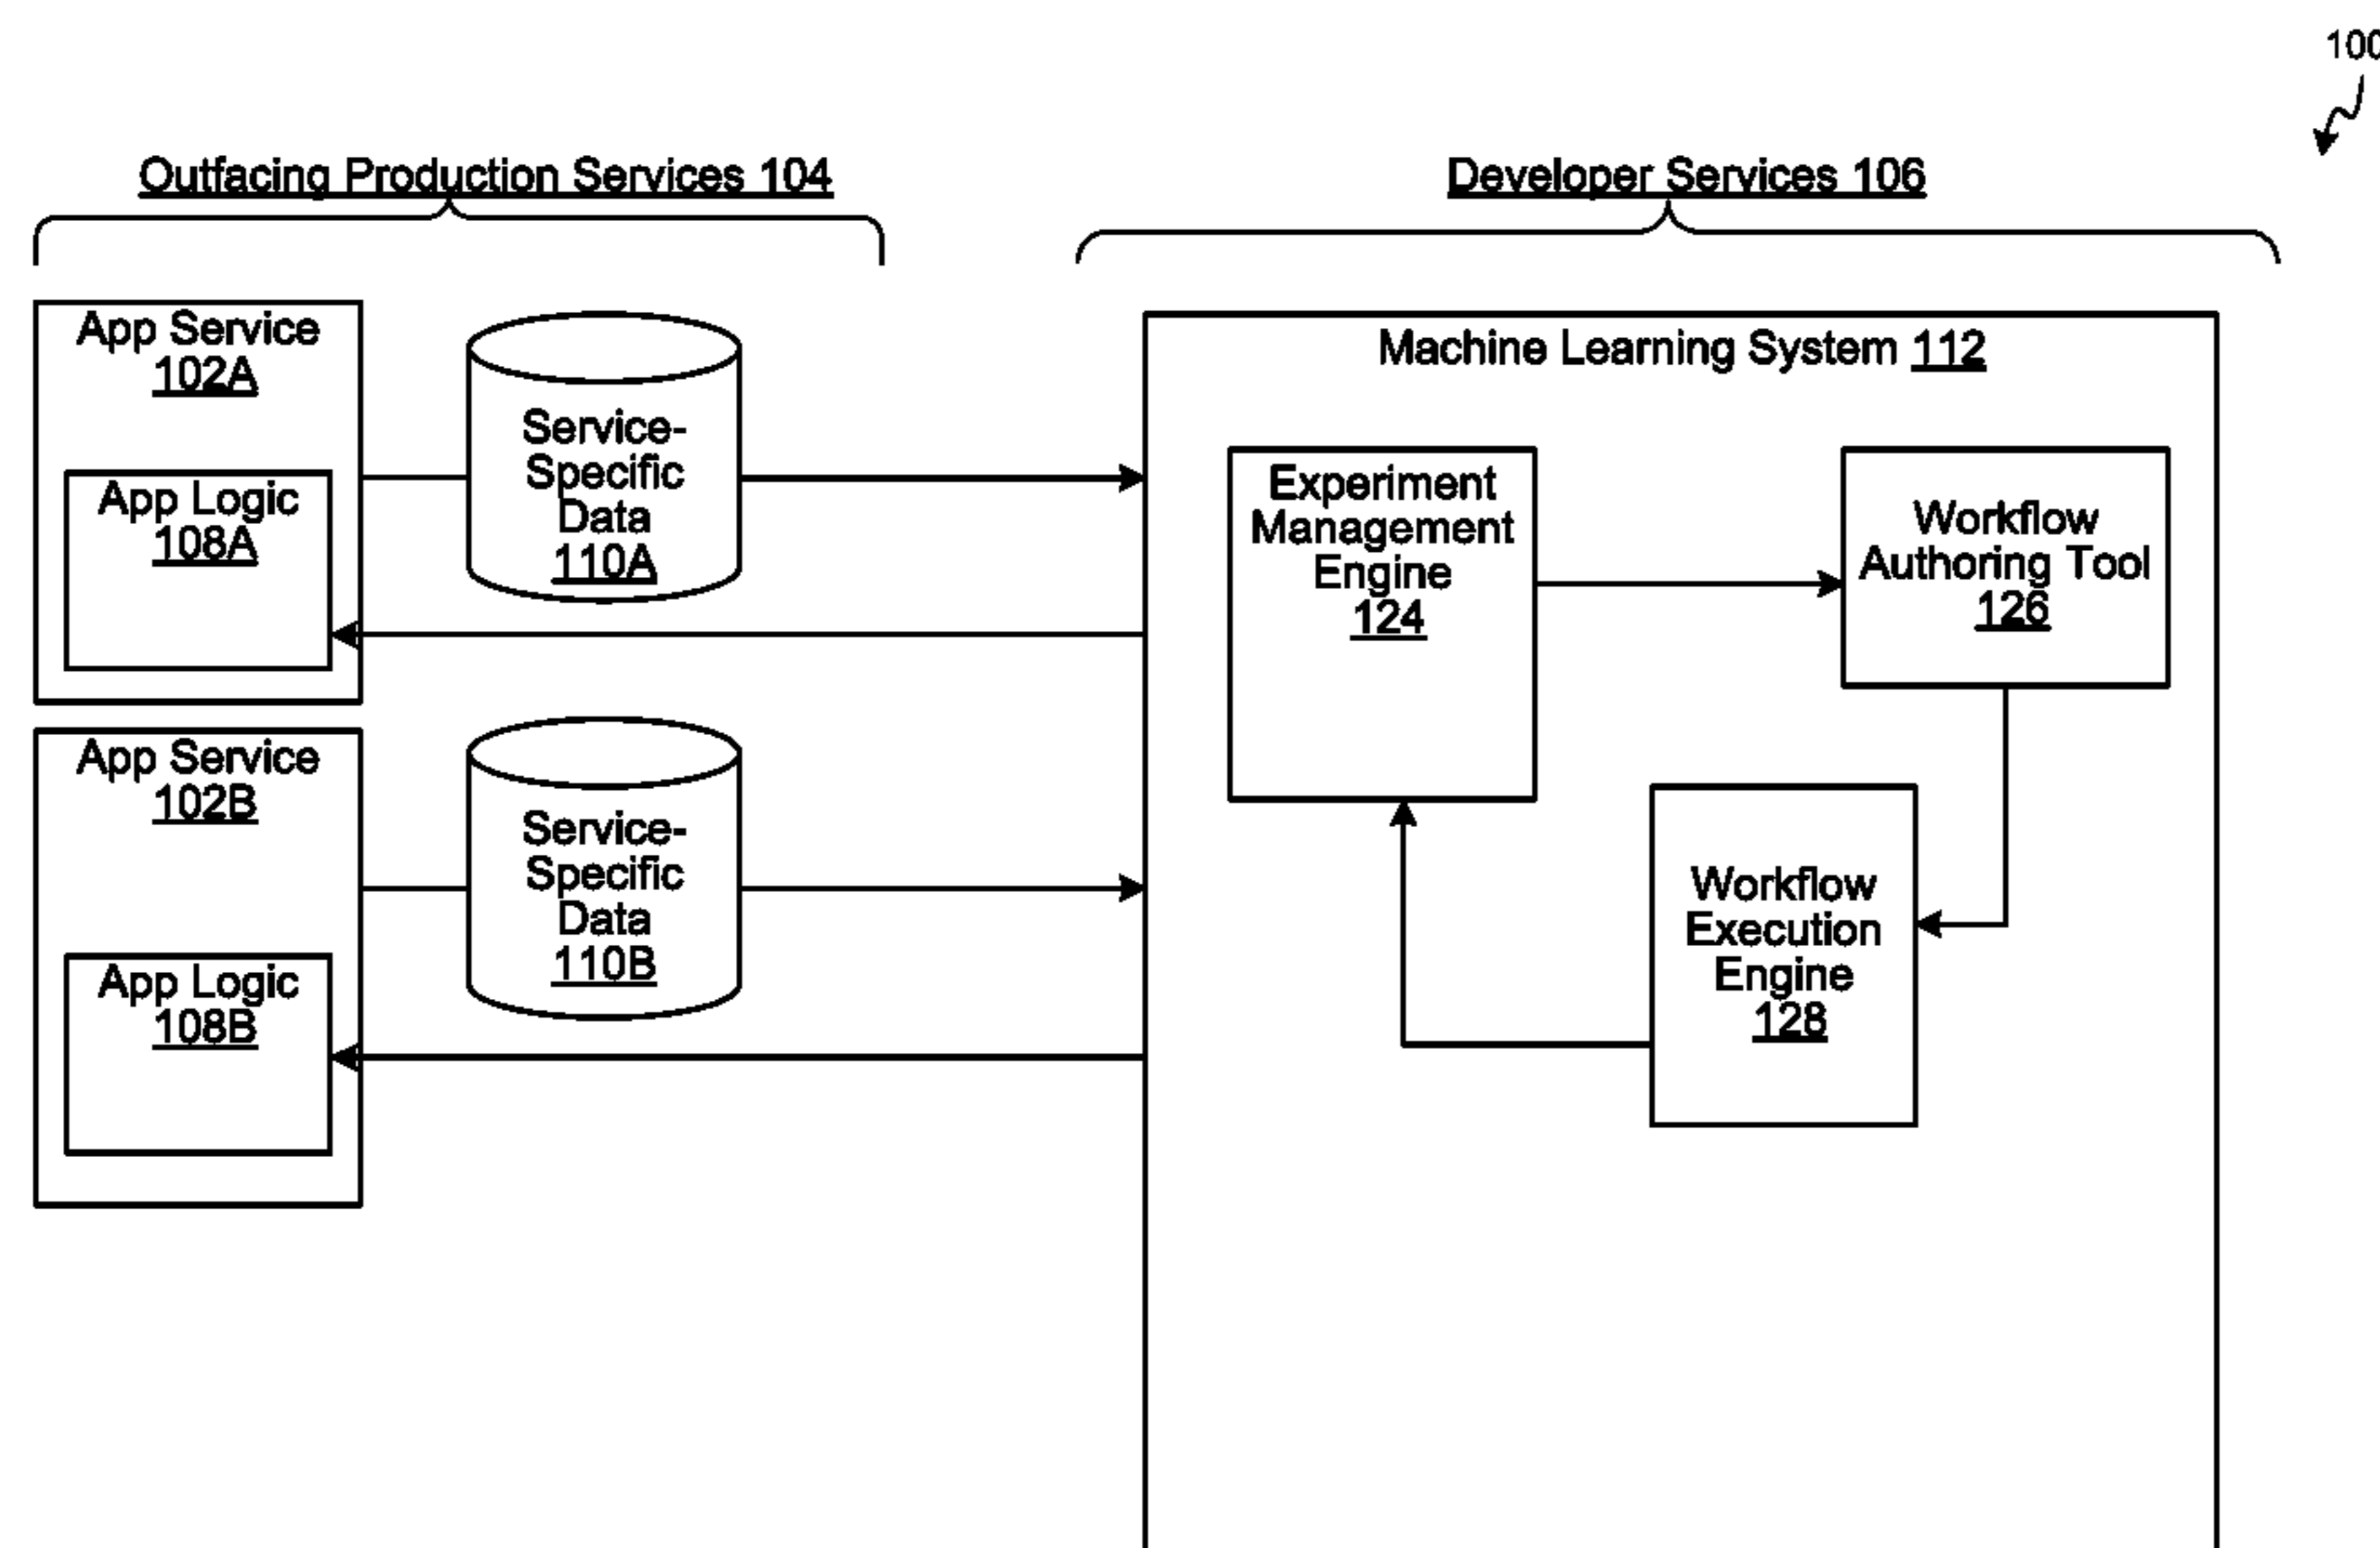 100
Outfacing Production Services 104
Developer Services 106
App Service
102A
App Logic
108A
Service-
Specific
Data
110A
App Service
102B
App Logic
108B
Service-
Specific
Data
110B
Machine Learning System 112
Experiment
Management
Engine
124
Workflow
Authoring Tool
126
Workflow
Execution
Engine
128